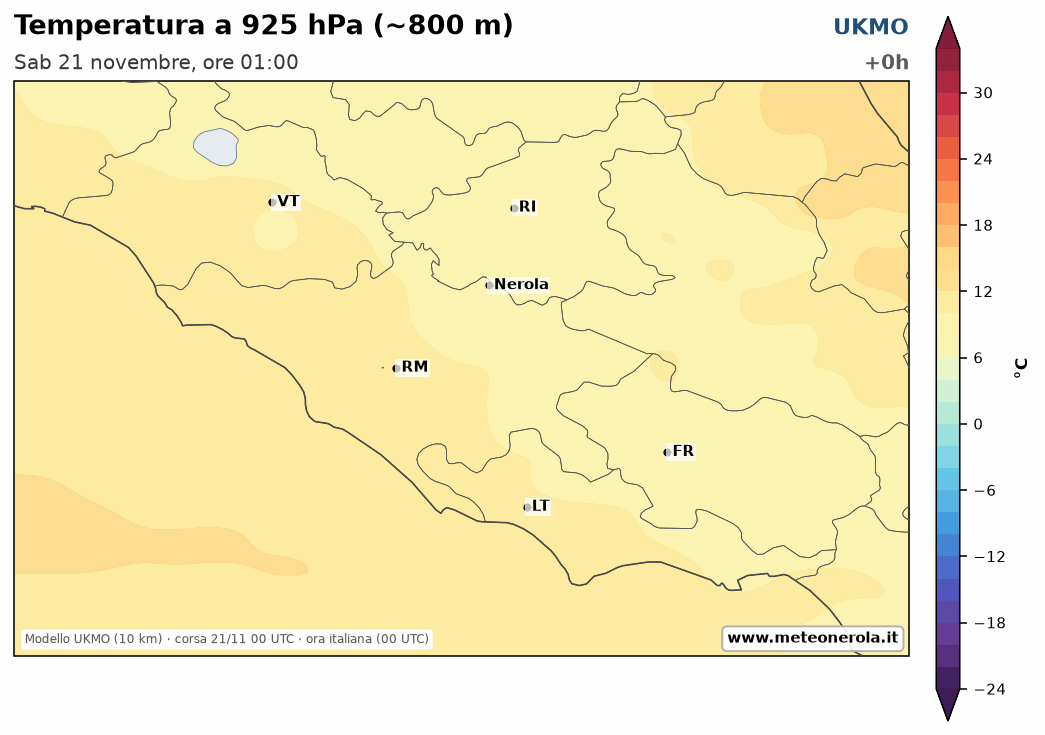 Temperatura a 925 hPa (~800 m)
UKMO
Sab 21 novembre, ore 01:00
+0h
VT
RI
Nerola
RM
FR
LT
Modello UKMO (10 km) · corsa 21/11 00 UTC · ora italiana (00 UTC)
www.meteonerola.it
30
24
18
12
6
0
−6
−12
−18
−24
°C